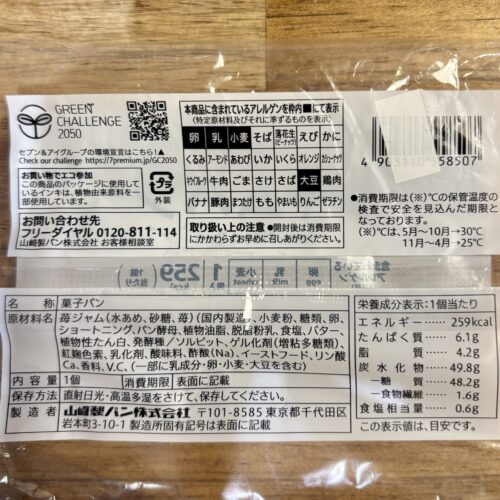 GREEN
CHALLENGE
2050
セブン&アイグループの環境宣言はこちら!▲
Check our challenge https://7premium.jp/GC2050
お買い物でエコ参加
この商品のパッケージに使用して
いるインキは、植物由来の原料を一
部使用しています。
プラ
外装
お問い合わせ先
フリーダイヤル 0120-811-114
山崎製パン株式会社 お客様相談室
本商品に含まれているアレルゲンを枠内■にて表示
(特定原材料及びそれに準ずるものを表示)
卵 乳 小麦 そば 落花生(ピーナッツ) えび かに
くるみ アーモンド あわび いか いくら オレンジ カシューナッツ
キウイフルーツ 牛肉 ごま さけ さば 大豆 鶏肉
バナナ 豚肉 まつたけ もも やまいも りんご ゼラチン
取り扱い上の注意 ●開封後は消費期限
にかかわらずお早めに召しあがりください。
4 903110 958507
●消費期限は(※)℃の保管温度の
検査で安全を見込んだ期限と
なっております。
(※)℃は、5月~10月→30℃
11月~4月→25℃
1個当たり 259 kcal
小麦 wheat
乳 milk
卵 egg
名称 菓子パン
原材料名 苺ジャム(水あめ、砂糖、苺)(国内製造)、小麦粉、糖類、卵、
ショートニング、パン酵母、植物油脂、脱脂粉乳、食塩、バター、
植物性たん白、発酵種/ソルビット、ゲル化剤(増粘多糖類)、
紅麹色素、乳化剤、酸味料、酢酸(Na)、イーストフード、リン酸
Ca、香料、V.C、(一部に乳成分・卵・小麦・大豆を含む)
内容量 1個 消費期限 表面に記載
保存方法 直射日光・高温多湿をさけて、保存してください。
製造者 山崎製パン株式会社 〒101-8585 東京都千代田区
岩本町3-10-1 製造所固有記号は表面に記載
栄養成分表示:1個当たり
エネルギー 259kcal
たんぱく質 6.1g
脂質 4.2g
炭水化物 49.8g
-糖質 48.2g
-食物繊維 1.6g
食塩相当量 0.6g
この表示値は、目安です。